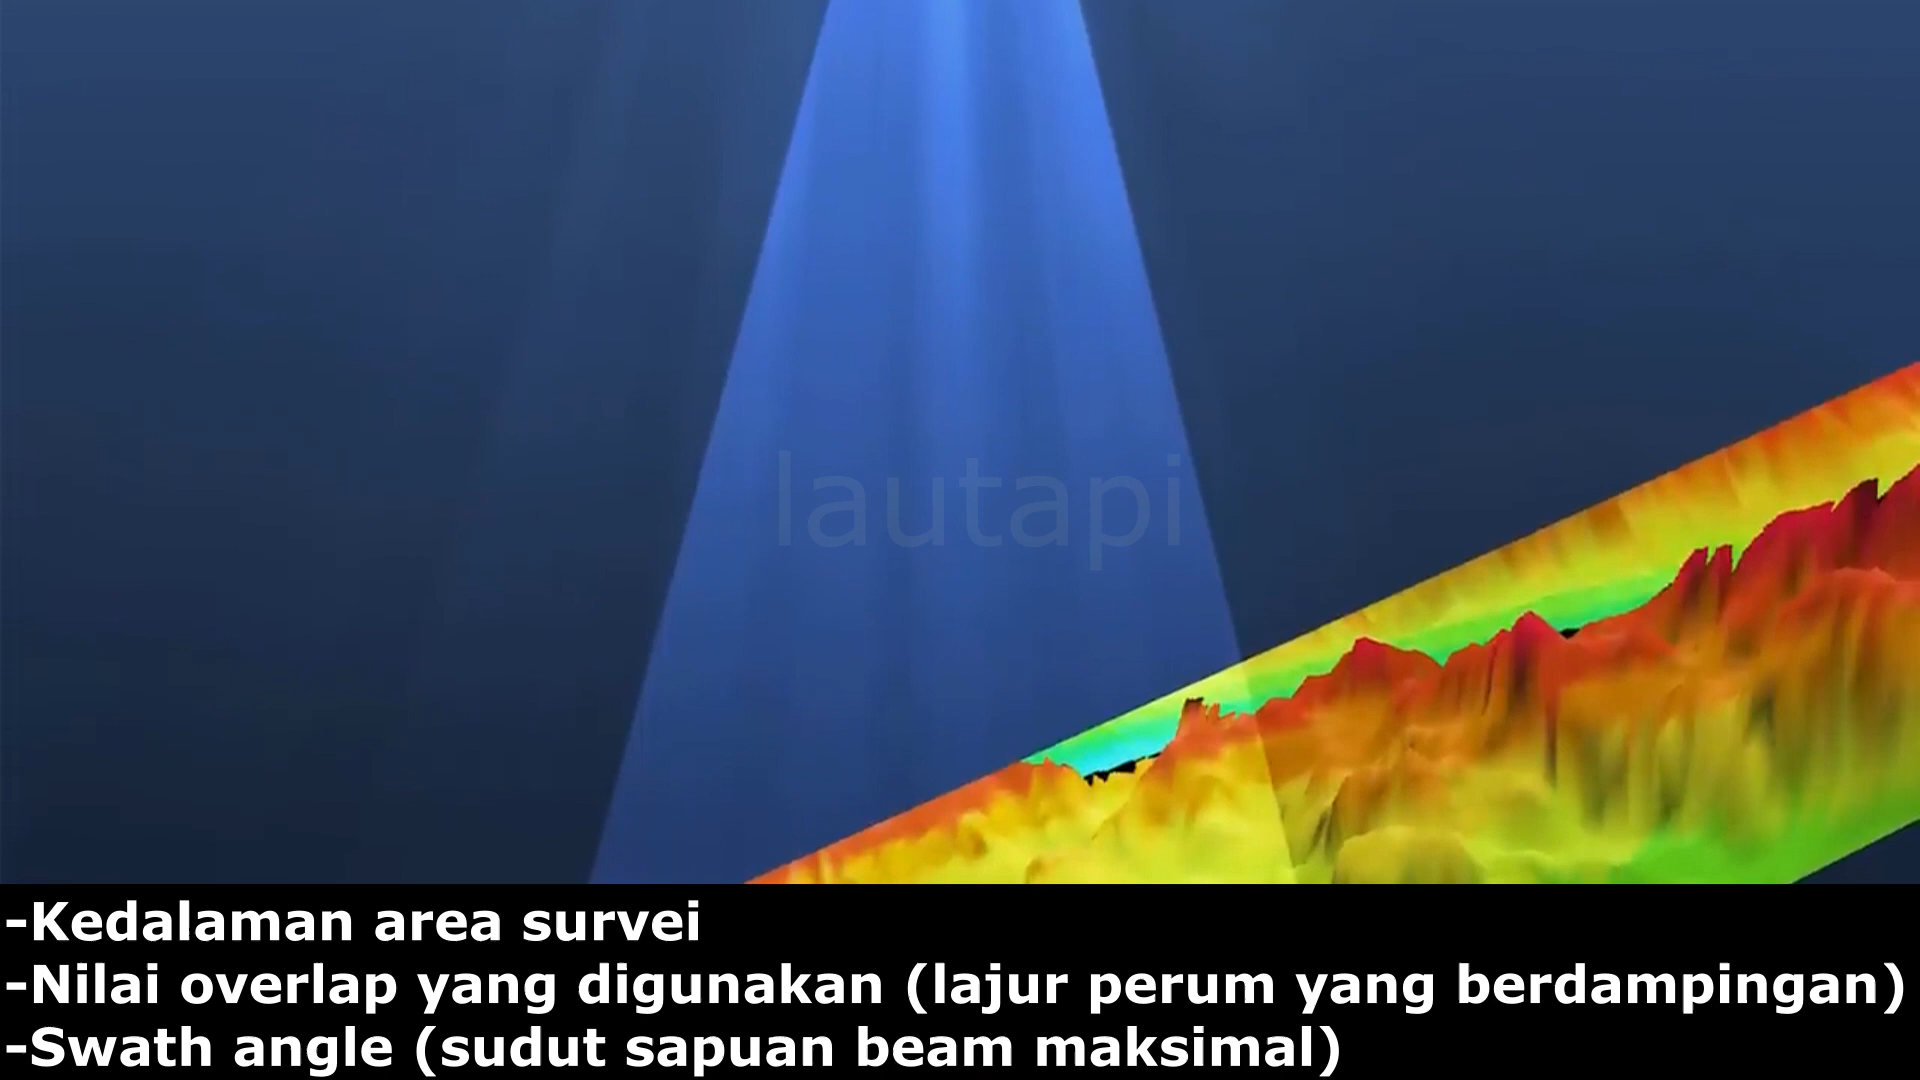 lautapi
-Kedalaman area survei
-Nilai overlap yang digunakan (lajur perum yang berdampingan)
-Swath angle (sudut sapuan beam maksimal)